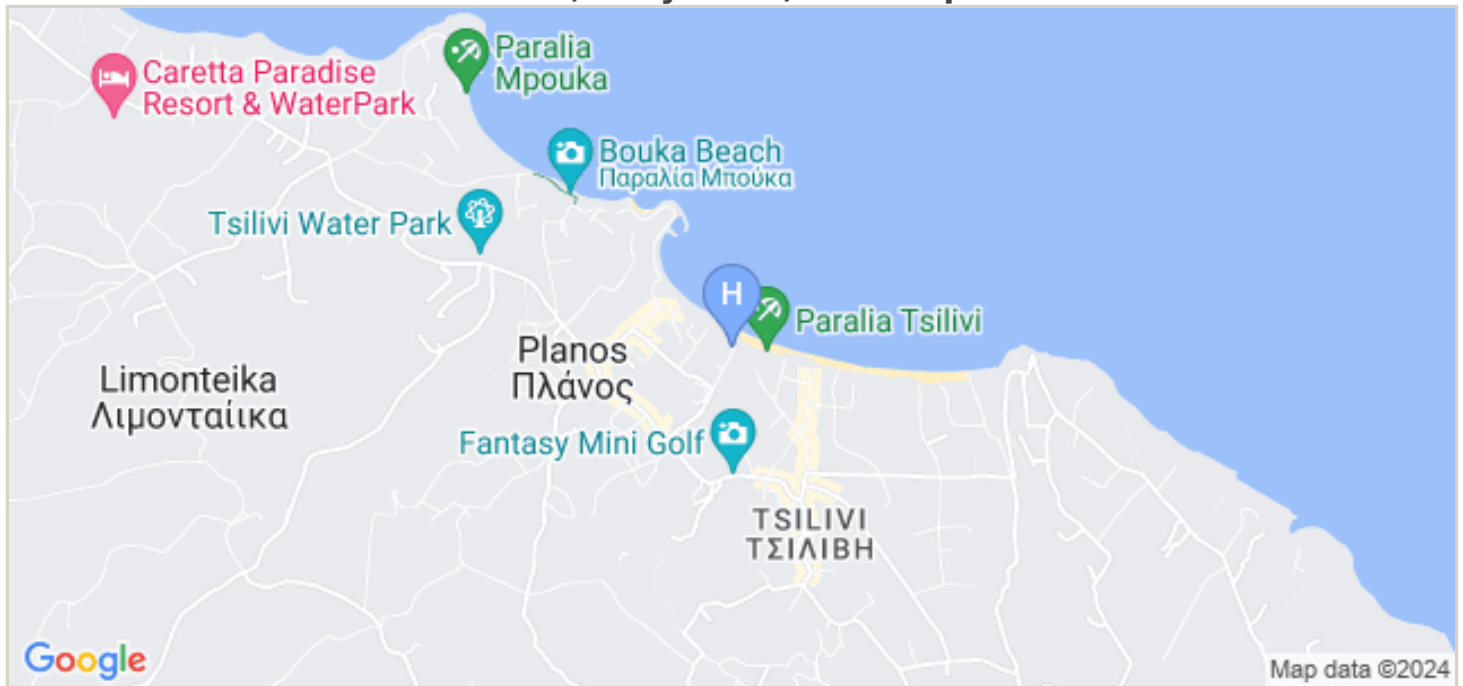 Paralia
Mpouka
Caretta Paradise
Resort & WaterPark
Bouka Beach
Παραλία Μπούκα
Tsilivi Water Park
H
Paralia Tsilivi
Planos
Πλάνος
Limonteika
Λιμονταίικα
Fantasy Mini Golf
TSILIVI
ΤΣΙΛΙΒΗ
Google
Map data ©2024